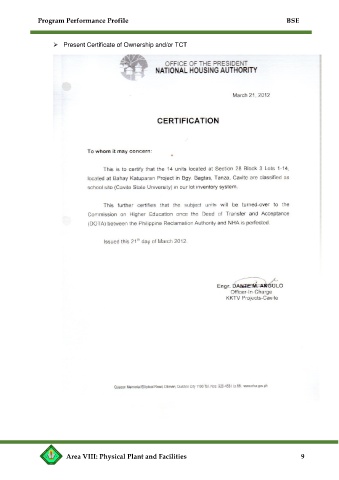 Program Performance Profile BSE
➢ Present Certificate of Ownership and/or TCT
OFFICE OF THE PRESIDENT
NATIONAL HOUSING AUTHORITY
March 21, 2012
CERTIFICATION
To whom it may concern:
This is to certify that the 14 units located at Section 28 Block 3 Lots 1-14,
located at Bahay Katuparan Project in Bgy. Bagtas, Tanza, Cavite are classified as
school site (Cavite State University) in our lot inventory system.
This further certifies that the subject units will be turned-over to the
Commission on Higher Education once the Deed of Transfer and Acceptance
(DOTA) between the Philippine Reclamation Authority and NHA is perfected.
Issued this 21st day of March 2012
Engr. DANTE M. ANGULO
Officer-In Charge
KKTV Projects-Cavite
Area VIII: Physical Plant and Facilities 9